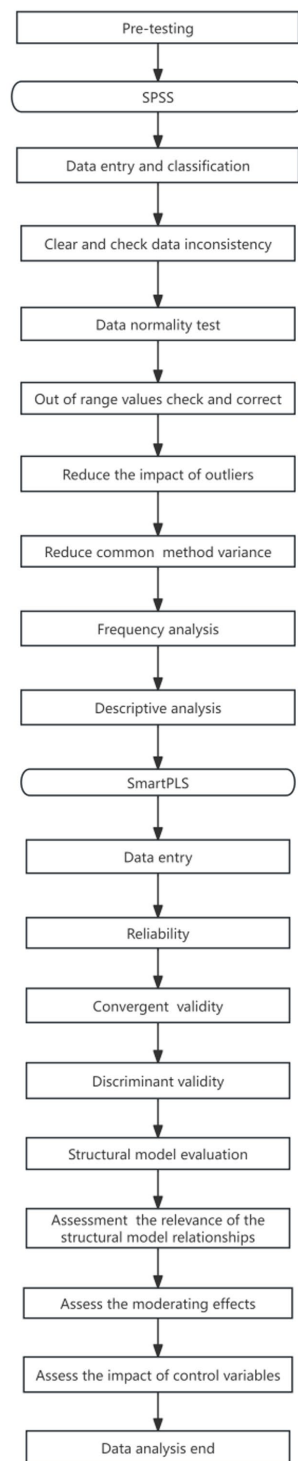 Pre-testing
SPSS
Data entry and classification
Clear and check data inconsistency
Data normality test
Out of range values check and correct
Reduce the impact of outliers
Reduce common method variance
Frequency analysis
Descriptive analysis
SmartPLS
Data entry
Reliability
Convergent validity
Discriminant validity
Structural model evaluation
Assessment the relevance of the
structural model relationships
Assess the moderating effects
Assess the impact of control variables
Data analysis end